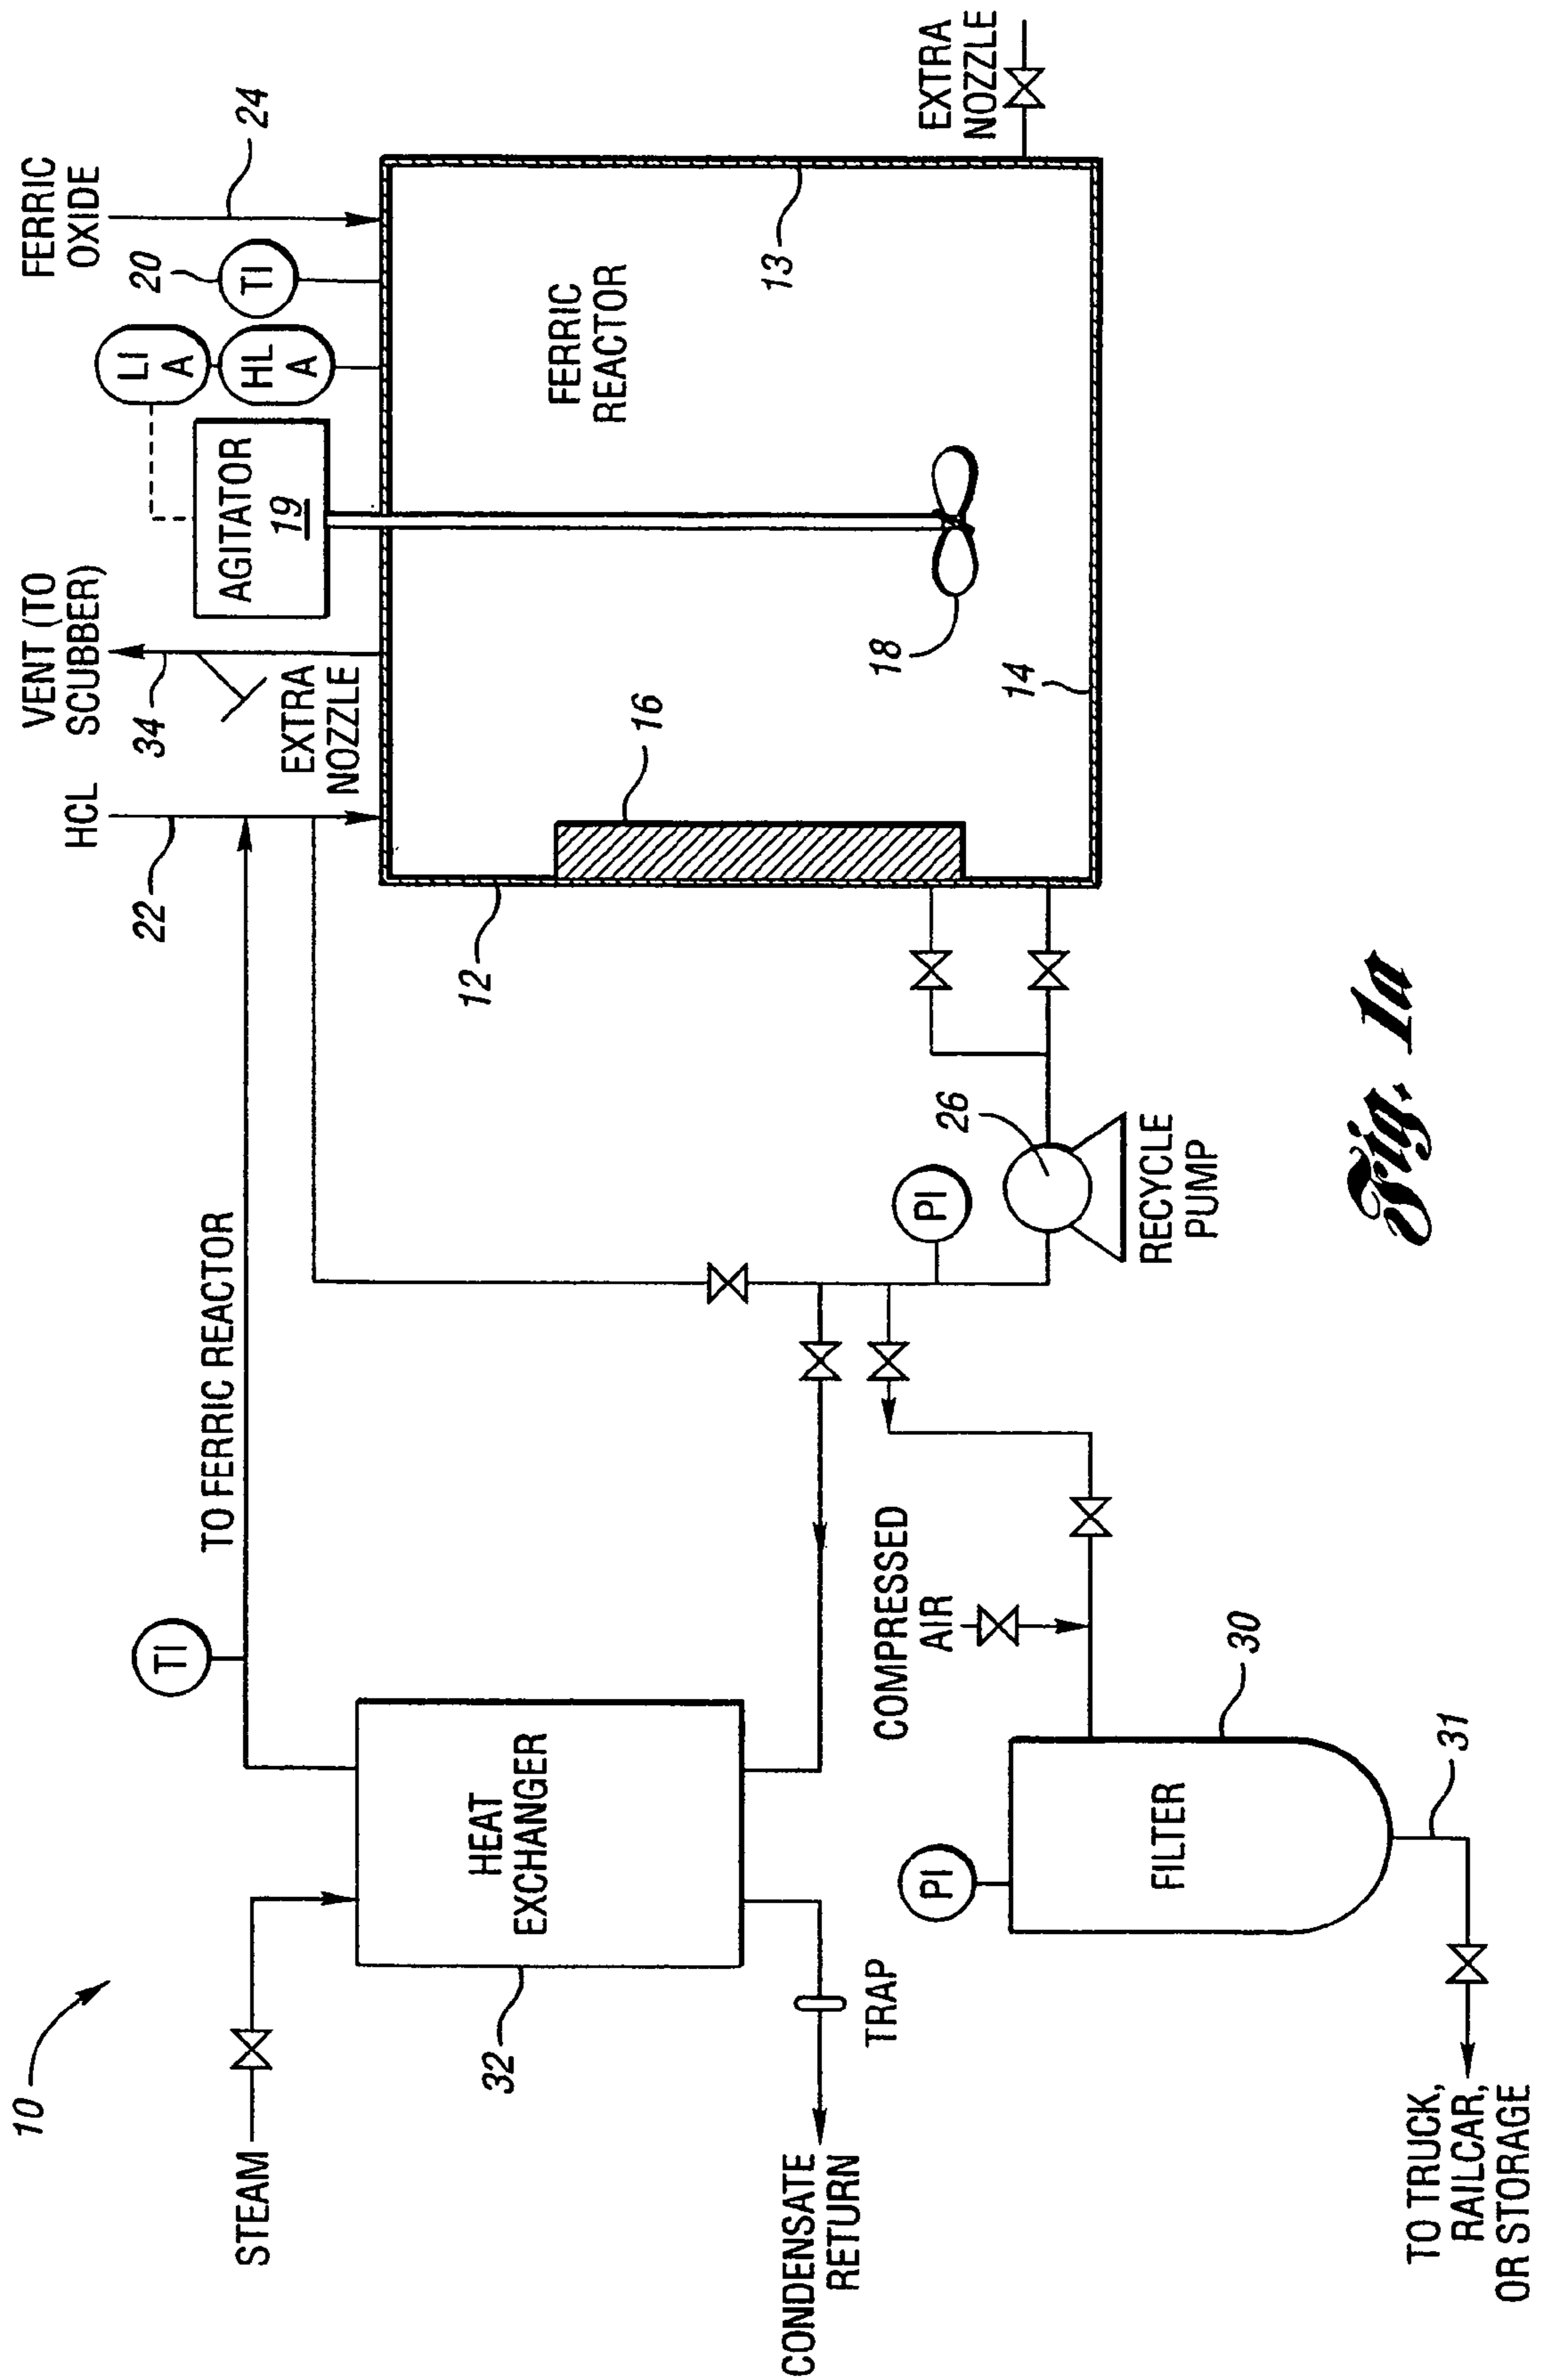 10
STEAM
TI
TO FERRIC REACTOR
HCL
22
VENT (TO
SCUBBER)
34
EXTRA
NOZZLE
AGITATOR
19
LI
A
HL
A
20
TI
FERRIC
OXIDE
24
HEAT
EXCHANGER
32
12
16
FERRIC
REACTOR
13
18
14
EXTRA
NOZZLE
CONDENSATE
RETURN
TRAP
COMPRESSED
AIR
PI
PI
26
RECYCLE
PUMP
FILTER
30
31
TO TRUCK,
RAILCAR,
OR STORAGE
Fig. 1a